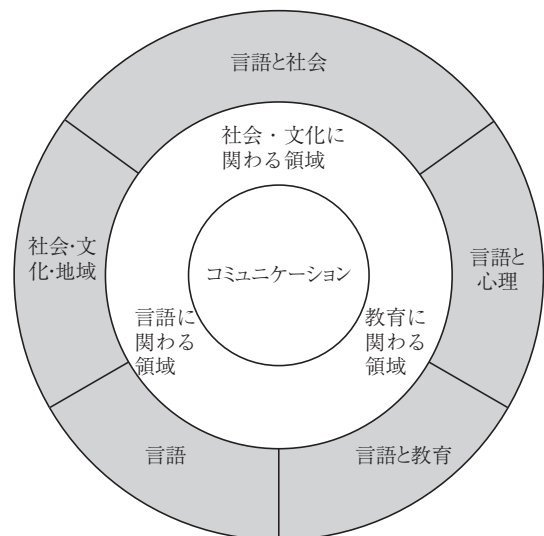 言語と社会
社会・文化に
関わる領域
社会・文
化・地域
コミュニケーション
言語と
心理
言語に
関わる
領域
教育に
関わる
領域
言語
言語と教育